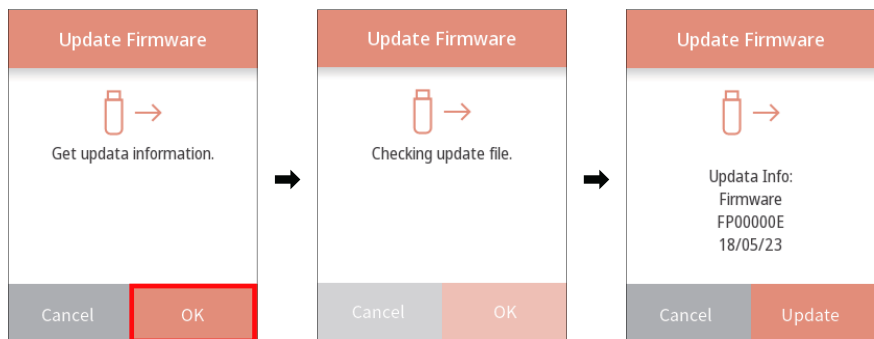 Update Firmware
Get updata information.
Cancel
OK
Update Firmware
Checking update file.
Cancel
OK
Update Firmware
Updata Info:
Firmware
FP00000E
18/05/23
Cancel
Update